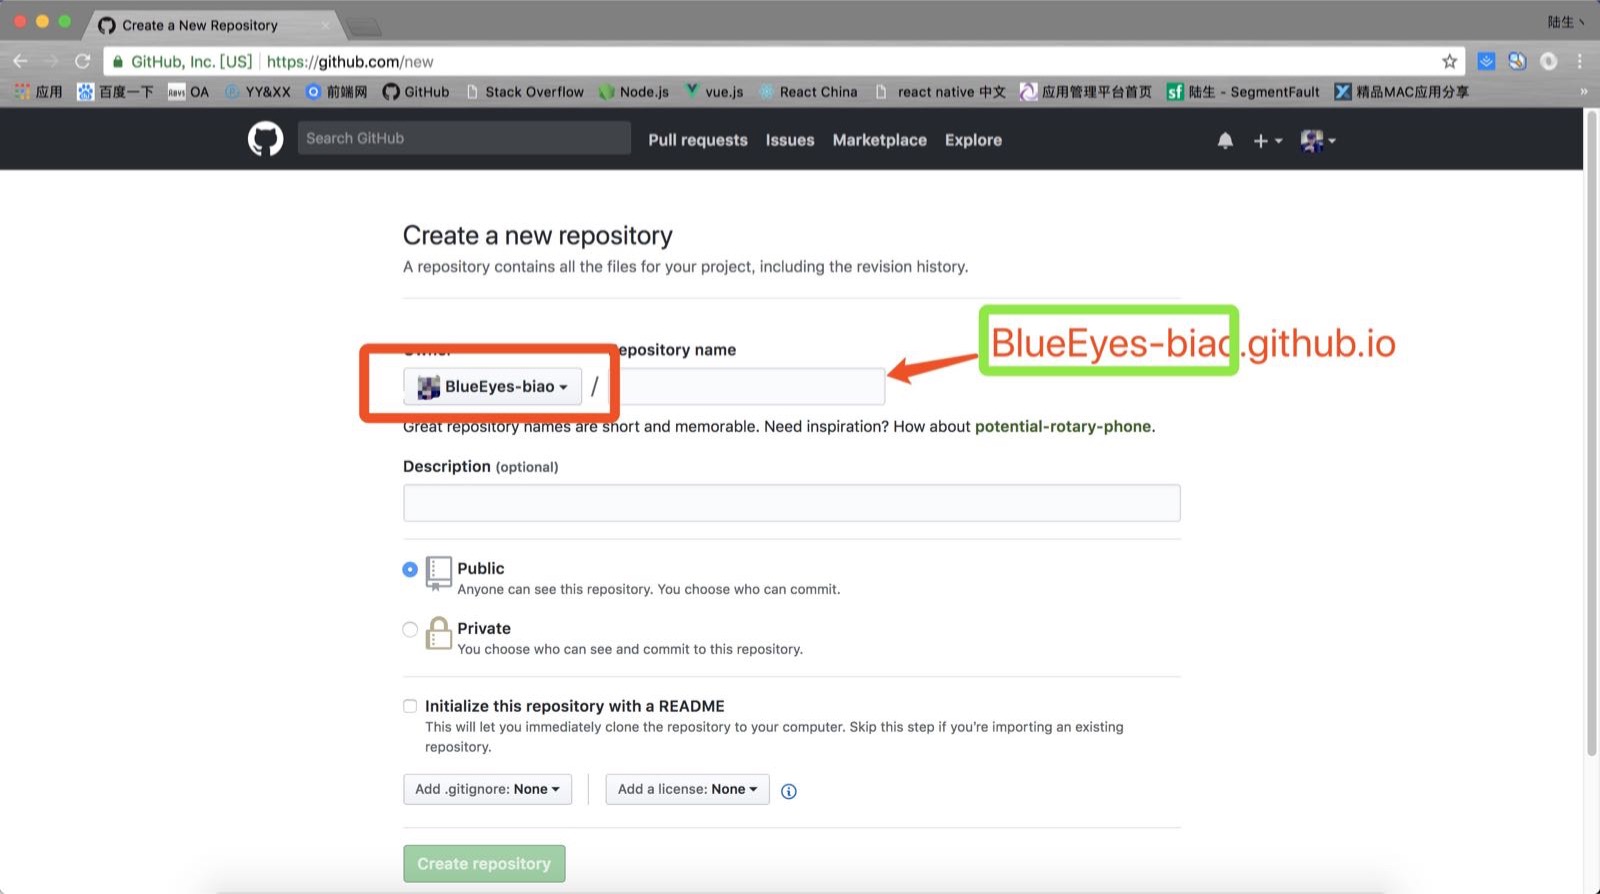 Create a New Repository
陆生丶
GitHub, Inc. [US] https://github.com/new
应用 百度一下 OA YY&XX 前端网 GitHub Stack Overflow Node.js vue.js React China react native 中文 应用管理平台首页 sf 陆生 - SegmentFault 精品MAC应用分享 »
Search GitHub Pull requests Issues Marketplace Explore
Create a new repository
A repository contains all the files for your project, including the revision history.
BlueEyes-biao.github.io
Owner epository name
BlueEyes-biao /
Great repository names are short and memorable. Need inspiration? How about potential-rotary-phone.
Description (optional)
Public
Anyone can see this repository. You choose who can commit.
Private
You choose who can see and commit to this repository.
Initialize this repository with a README
This will let you immediately clone the repository to your computer. Skip this step if you're importing an existing
repository.
Add .gitignore: None Add a license: None
Create repository